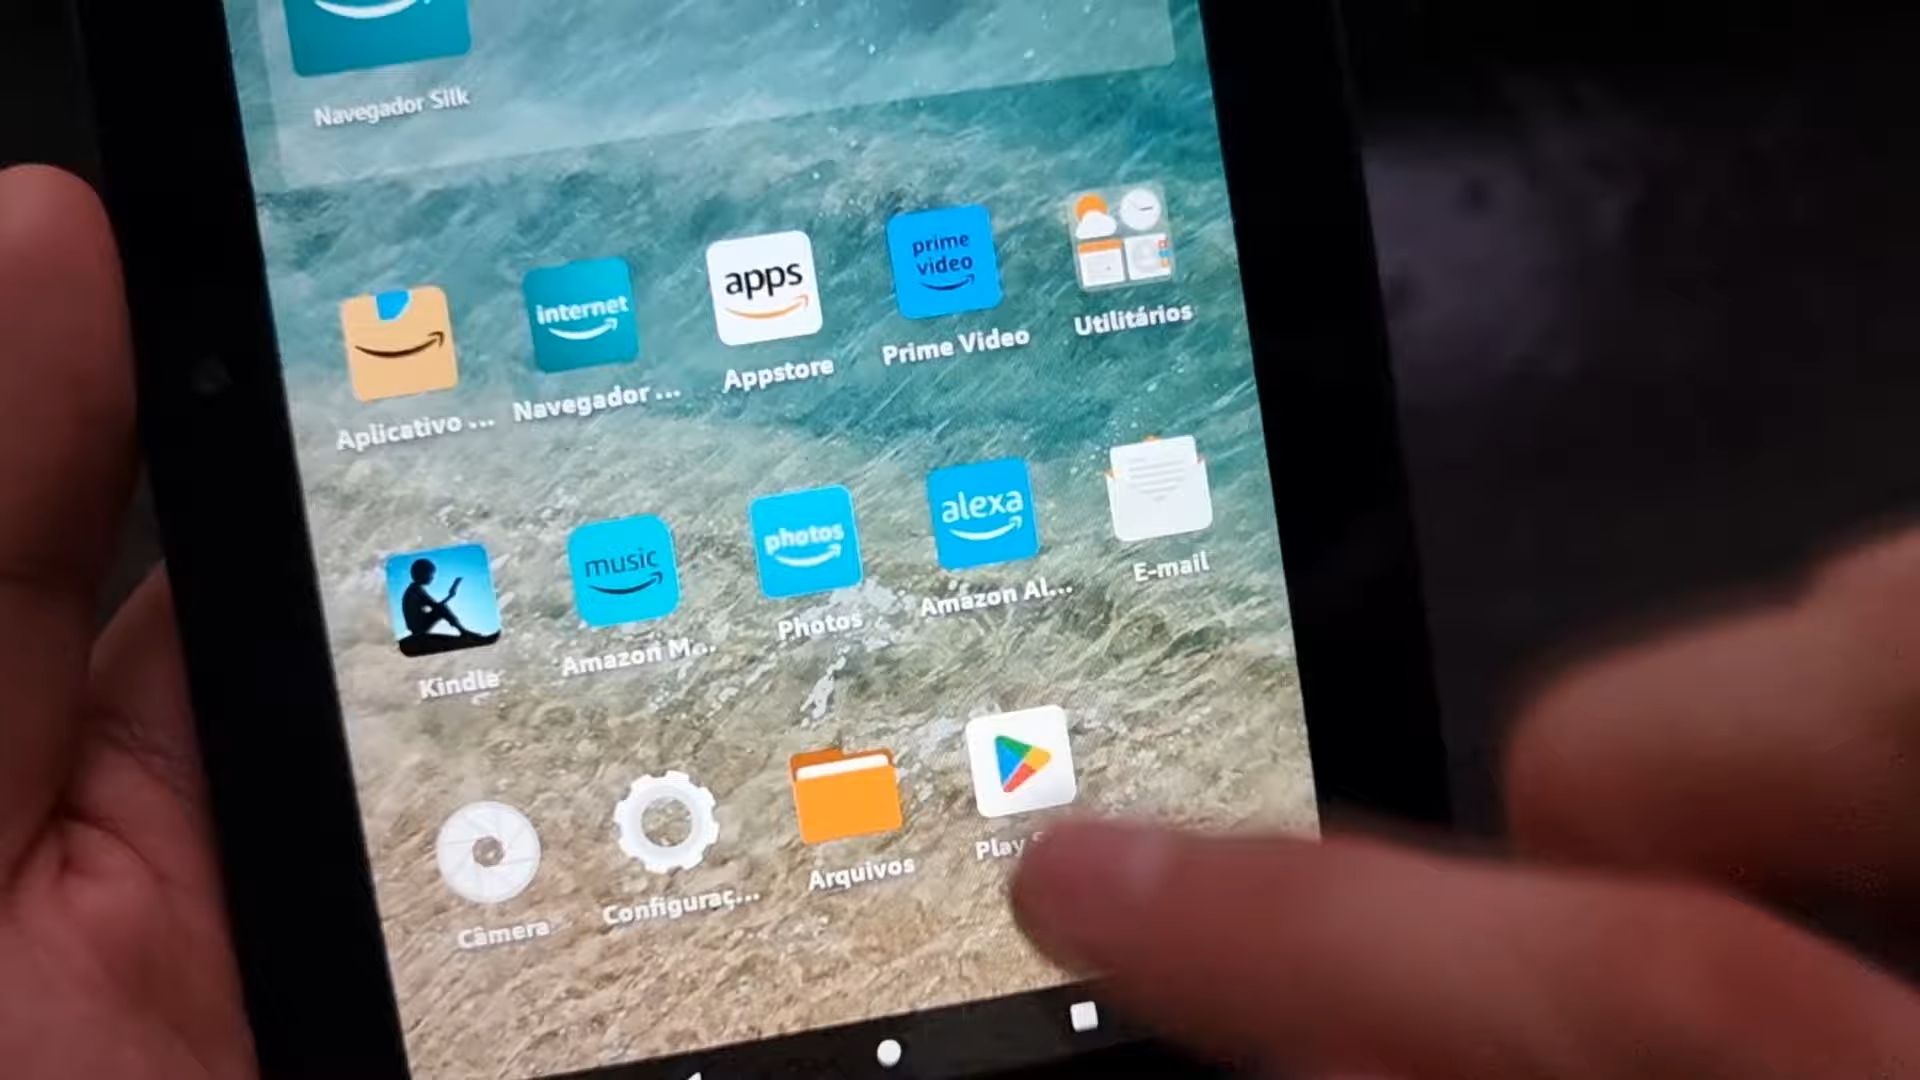 Navegador Silk
internet
apps
prime
video
Aplicativo ...
Navegador ...
Appstore
Prime Video
Utilitários
music
photos
alexa
Kindle
Amazon M...
Photos
Amazon Al...
E-mail
Câmera
Configuraç...
Arquivos
Play